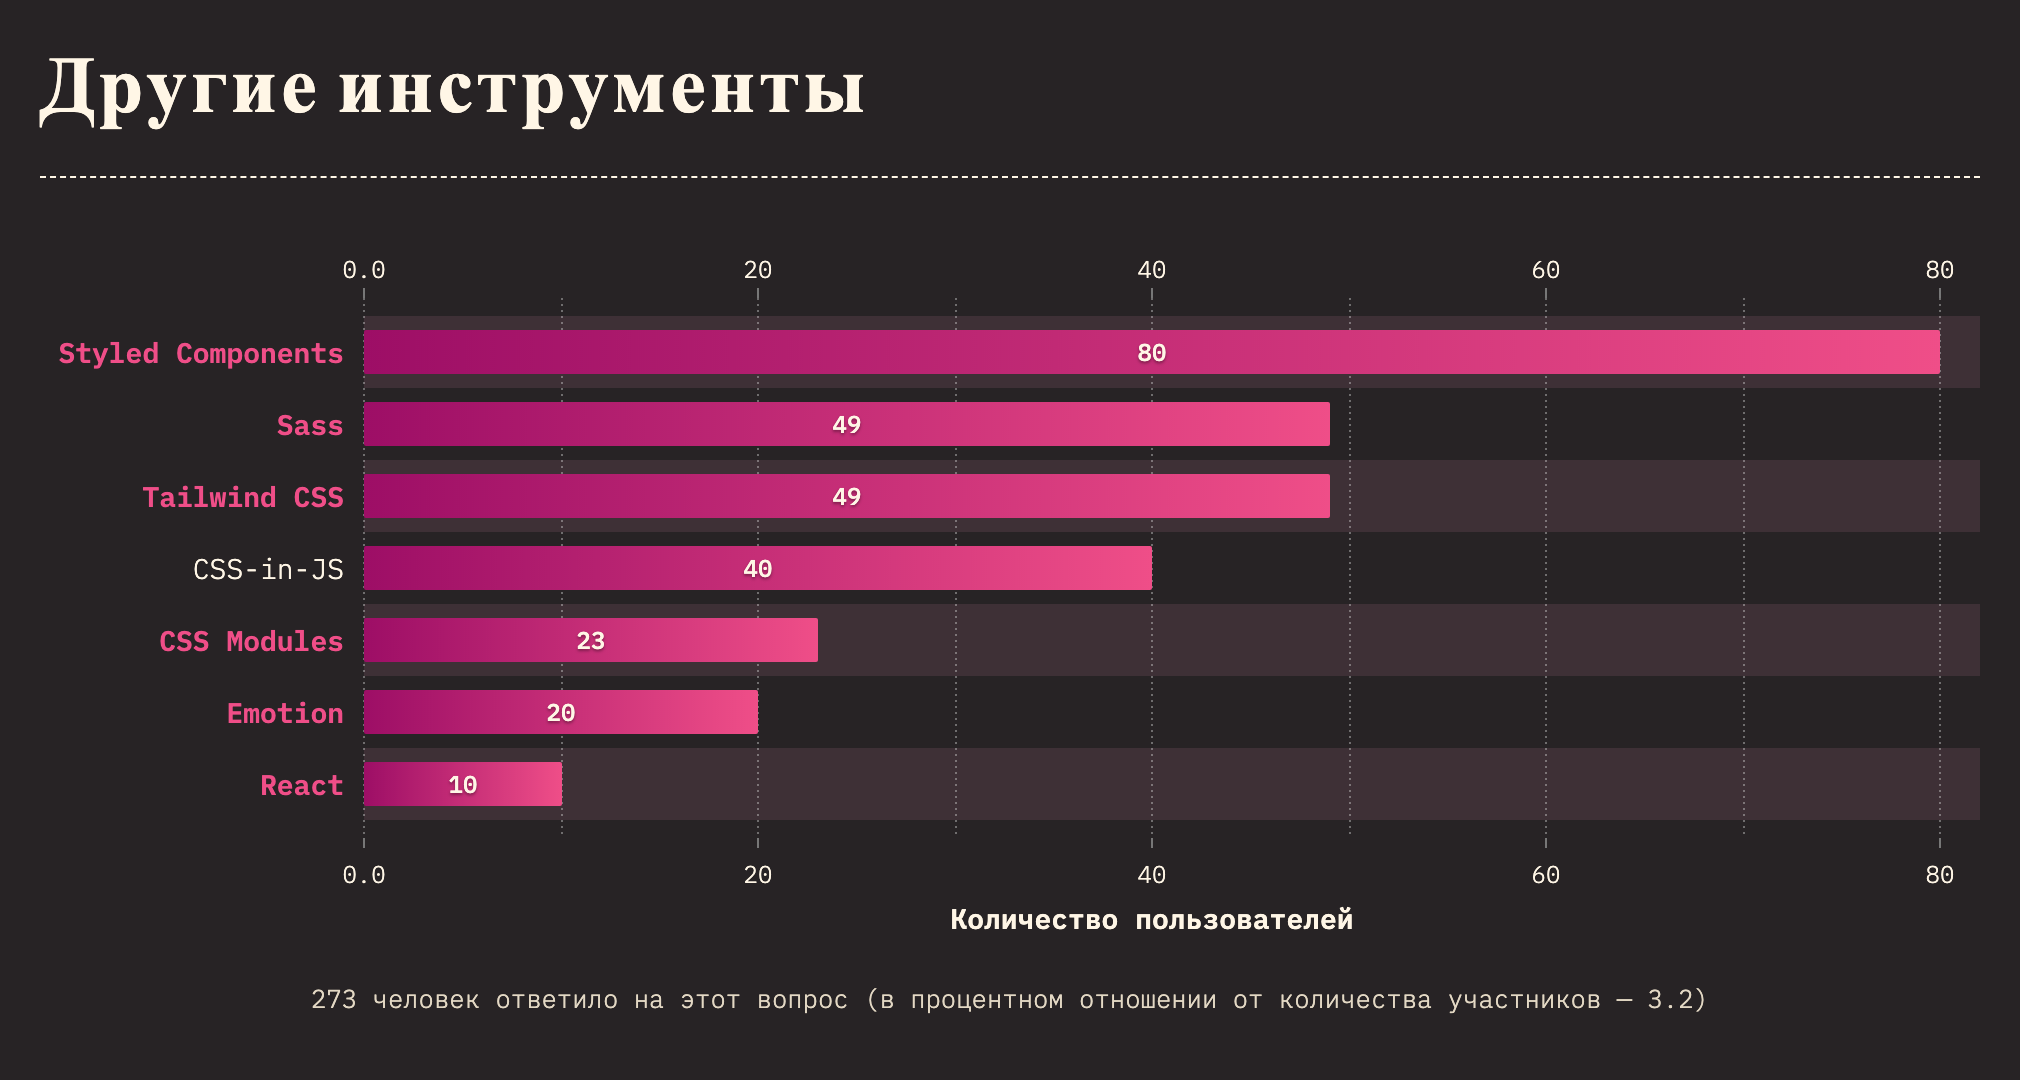 Другие инструменты
0.0 20 40 60 80
Styled Components 80
Sass 49
Tailwind CSS 49
CSS-in-JS 40
CSS Modules 23
Emotion 20
React 10
0.0 20 40 60 80
Количество пользователей
273 человек ответило на этот вопрос (в процентном отношении от количества участников — 3.2)